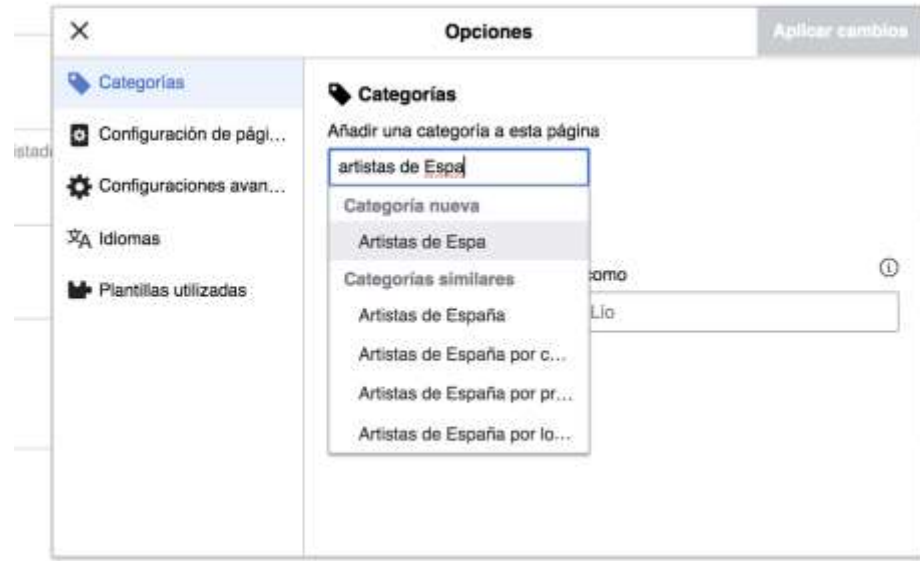 Opciones
Aplicar cambios
Categorías
Configuración de pági...
Configuraciones avan...
Idiomas
Plantillas utilizadas
Categorías
Añadir una categoría a esta página
artistas de Espa
Categoría nueva
Artistas de Espa
Categorías similares
Artistas de España
Artistas de España por c...
Artistas de España por pr...
Artistas de España por lo...
como
Lío